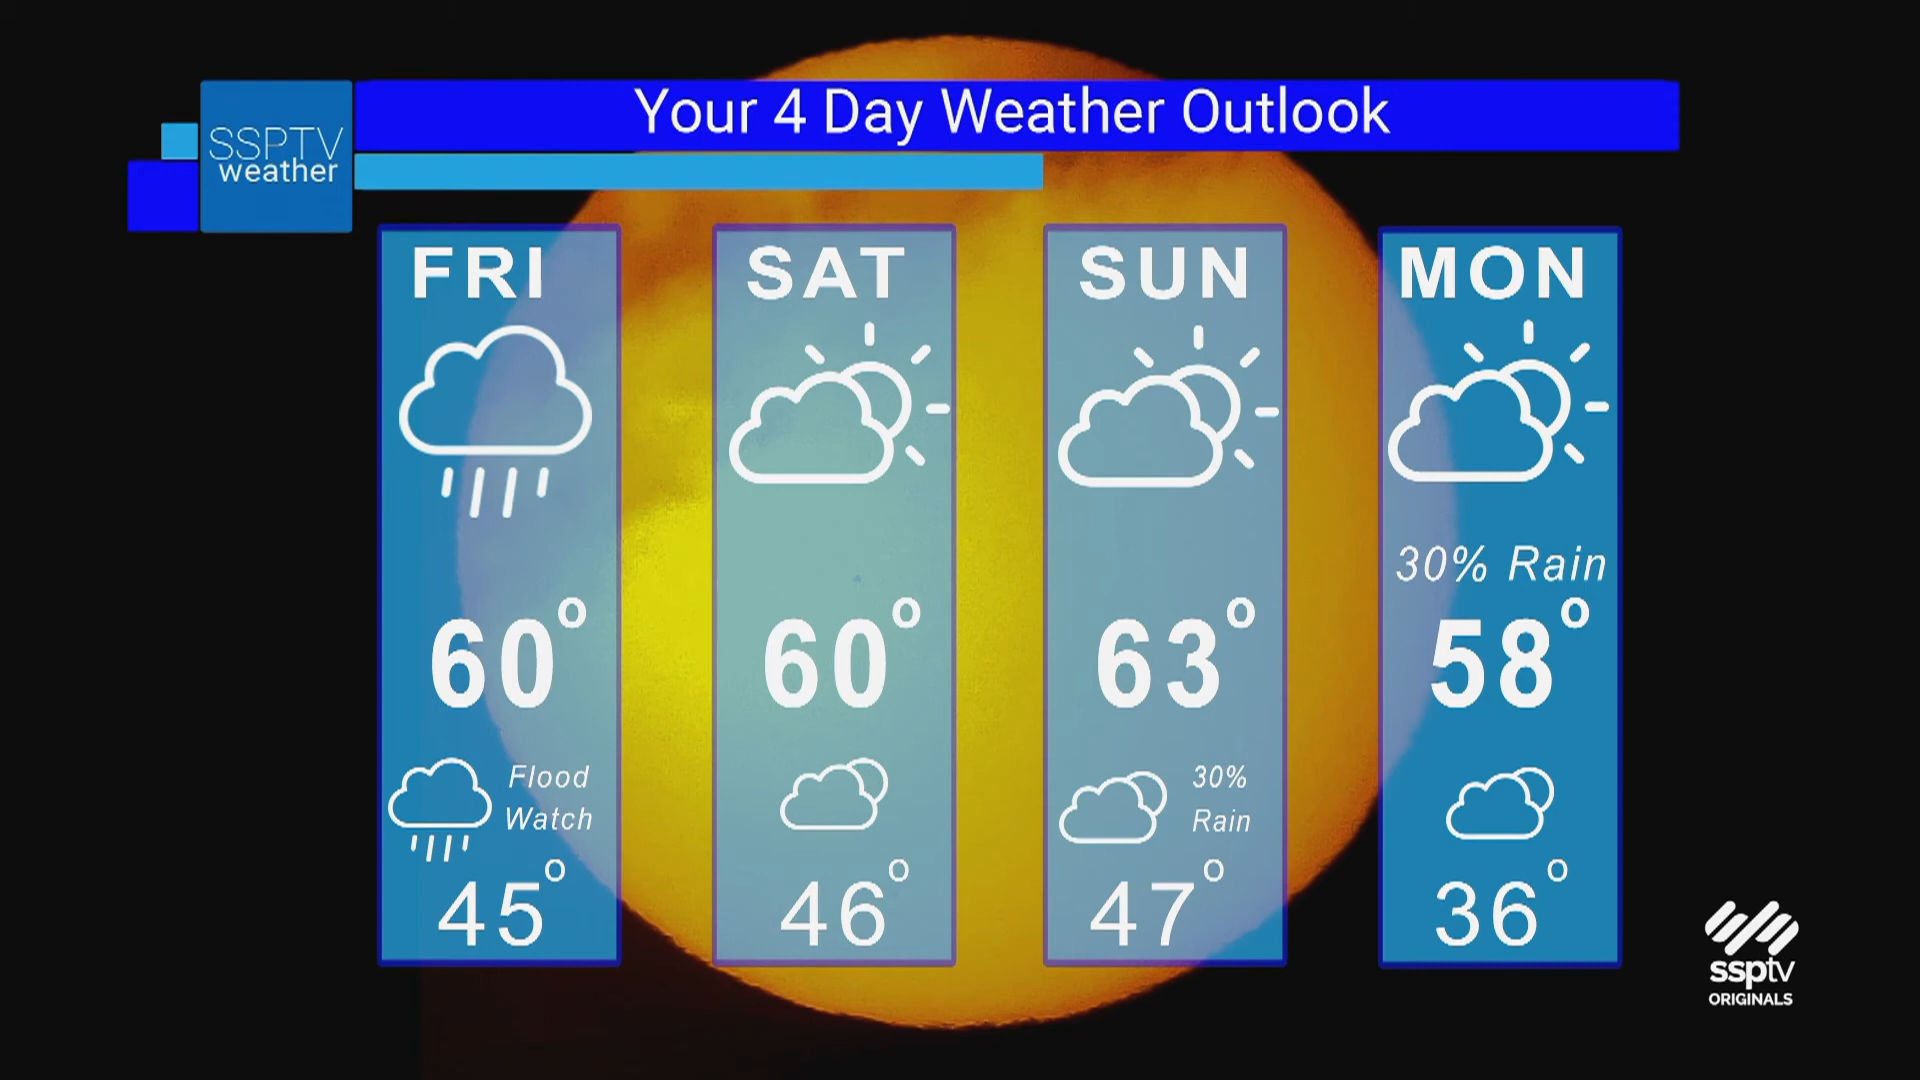 Your 4 Day Weather Outlook
SSPTV
weather
FRI
60°
Flood
Watch
45°
SAT
60°
46°
SUN
63°
30%
Rain
47°
MON
30% Rain
58°
36°
ssptv
ORIGINALS